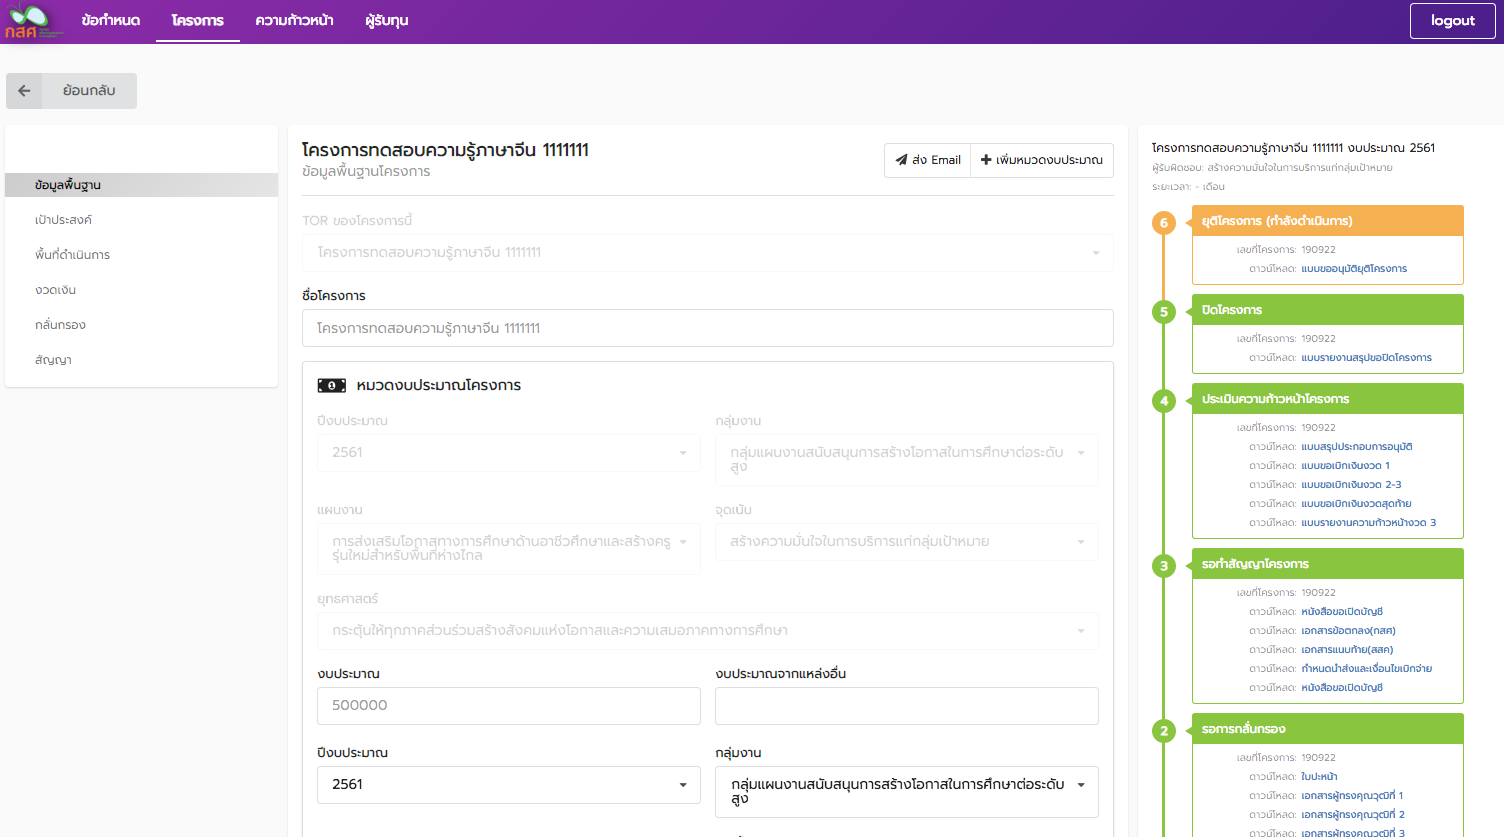 กสศ
ข้อกำหนด
โครงการ
ความก้าวหน้า
ผู้รับทุน
logout
ย้อนกลับ
ข้อมูลพื้นฐาน
เป้าประสงค์
พื้นที่ดำเนินการ
งวดเงิน
กลั่นกรอง
สัญญา
โครงการทดสอบความรู้ภาษาจีน 1111111
ข้อมูลพื้นฐานโครงการ
ส่ง Email
เพิ่มหมวดงบประมาณ
TOR ของโครงการนี้
โครงการทดสอบความรู้ภาษาจีน 1111111
ชื่อโครงการ
โครงการทดสอบความรู้ภาษาจีน 1111111
หมวดงบประมาณโครงการ
ปีงบประมาณ
กลุ่มงาน
2561
กลุ่มแผนงานสนับสนุนการสร้างโอกาสในการศึกษาต่อระดับ
สูง
แผนงาน
จุดเน้น
การส่งเสริมโอกาสทางการศึกษาด้านอาชีวศึกษาและสร้างครู
รุ่นใหม่สำหรับพื้นที่ห่างไกล
สร้างความมั่นใจในการบริการแก่กลุ่มเป้าหมาย
ยุทธศาสตร์
กระตุ้นให้ทุกภาคส่วนร่วมสร้างสังคมแห่งโอกาสและความเสมอภาคทางการศึกษา
งบประมาณ
งบประมาณจากแหล่งอื่น
500000
ปีงบประมาณ
กลุ่มงาน
2561
กลุ่มแผนงานสนับสนุนการสร้างโอกาสในการศึกษาต่อระดับ
สูง
โครงการทดสอบความรู้ภาษาจีน 1111111 งบประมาณ 2561
ผู้รับผิดชอบ: สร้างความมั่นใจในการบริการแก่กลุ่มเป้าหมาย
ระยะเวลา: - เดือน
6 ยุติโครงการ (กำลังดำเนินการ)
เลขที่โครงการ: 190922
ดาวน์โหลด: แบบขออนุมัติยุติโครงการ
5 ปิดโครงการ
เลขที่โครงการ: 190922
ดาวน์โหลด: แบบรายงานสรุปขอปิดโครงการ
4 ประเมินความก้าวหน้าโครงการ
เลขที่โครงการ: 190922
ดาวน์โหลด: แบบสรุปประกอบการอนุมัติ
ดาวน์โหลด: แบบขอเบิกเงินงวด 1
ดาวน์โหลด: แบบขอเบิกเงินงวด 2-3
ดาวน์โหลด: แบบขอเบิกเงินงวดสุดท้าย
ดาวน์โหลด: แบบรายงานความก้าวหน้างวด 3
3 รอทำสัญญาโครงการ
เลขที่โครงการ: 190922
ดาวน์โหลด: หนังสือขอเปิดบัญชี
ดาวน์โหลด: เอกสารข้อตกลง(กสศ)
ดาวน์โหลด: เอกสารแนบท้าย(สสค)
ดาวน์โหลด: กำหนดนำส่งและเงื่อนไขเบิกจ่าย
ดาวน์โหลด: หนังสือขอเปิดบัญชี
2 รอการกลั่นกรอง
เลขที่โครงการ: 190922
ดาวน์โหลด: ใบปะหน้า
ดาวน์โหลด: เอกสารผู้ทรงคุณวุฒิที่ 1
ดาวน์โหลด: เอกสารผู้ทรงคุณวุฒิที่ 2
ดาวน์โหลด: เอกสารผู้ทรงคุณวุฒิที่ 3